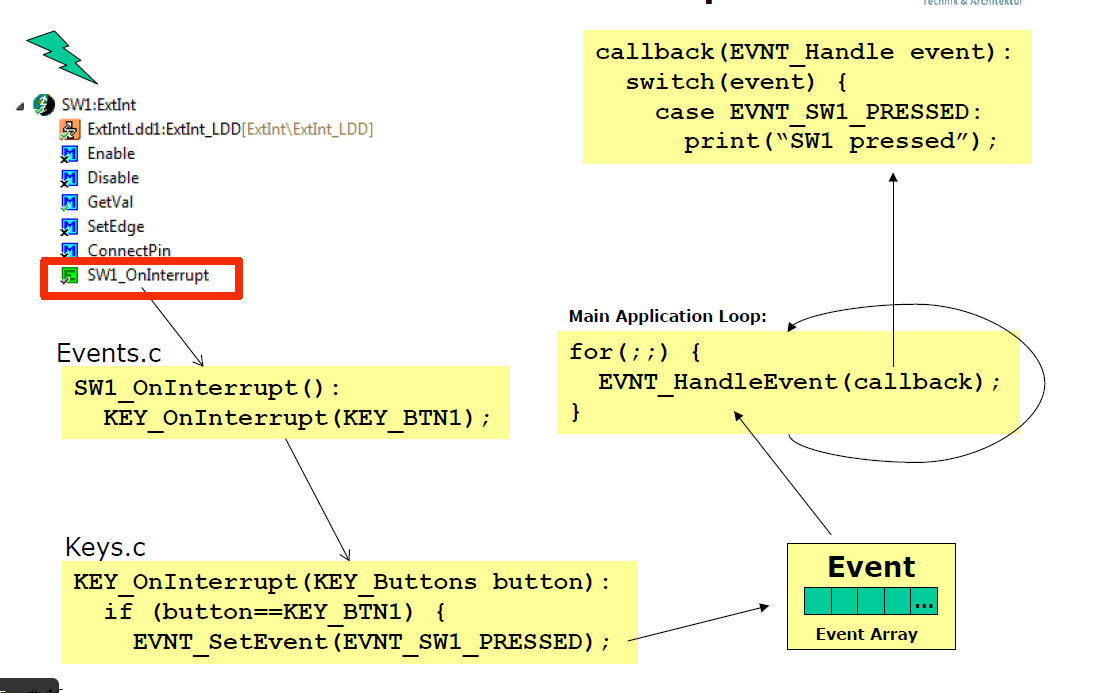 Technik & Architektur
SW1:ExtInt
ExtIntLdd1:ExtInt_LDD[ExtInt\ExtInt_LDD]
Enable
Disable
GetVal
SetEdge
ConnectPin
SW1_OnInterrupt
Events.c
SW1_OnInterrupt():
KEY_OnInterrupt(KEY_BTN1);
Keys.c
KEY_OnInterrupt(KEY_Buttons button):
if (button==KEY_BTN1) {
EVNT_SetEvent(EVNT_SW1_PRESSED);
callback(EVNT_Handle event):
switch(event) {
case EVNT_SW1_PRESSED:
print(“SW1 pressed”);
Main Application Loop:
for(;;) {
EVNT_HandleEvent(callback);
}
Event
...
Event Array